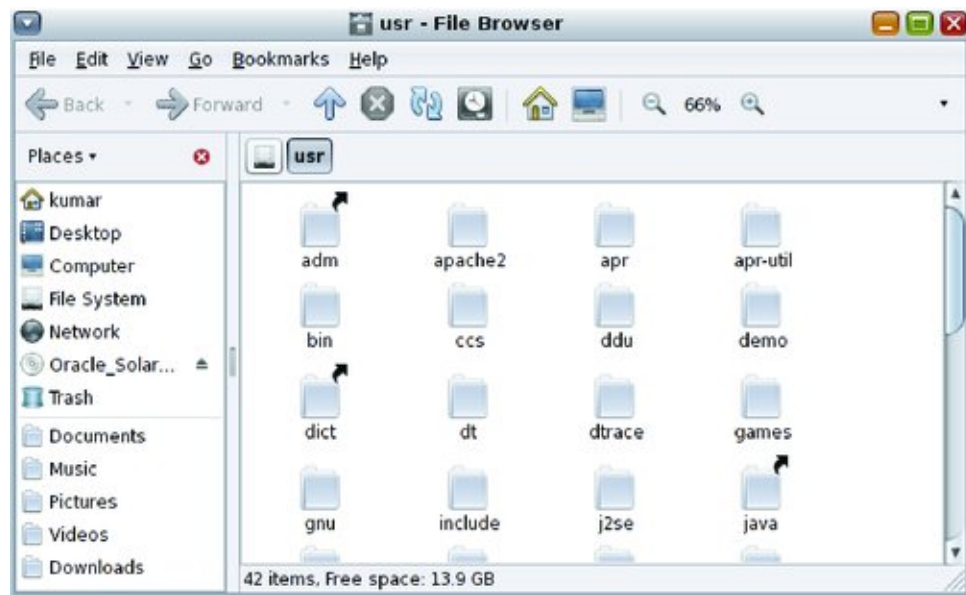 usr - File Browser
File Edit View Go Bookmarks Help
Back Forward 66%
Places
usr
kumar
Desktop
Computer
File System
Network
Oracle_Solar...
Trash
Documents
Music
Pictures
Videos
Downloads
adm apache2 apr apr-util
bin ccs ddu demo
dict dt dtrace games
gnu include j2se java
42 items, Free space: 13.9 GB